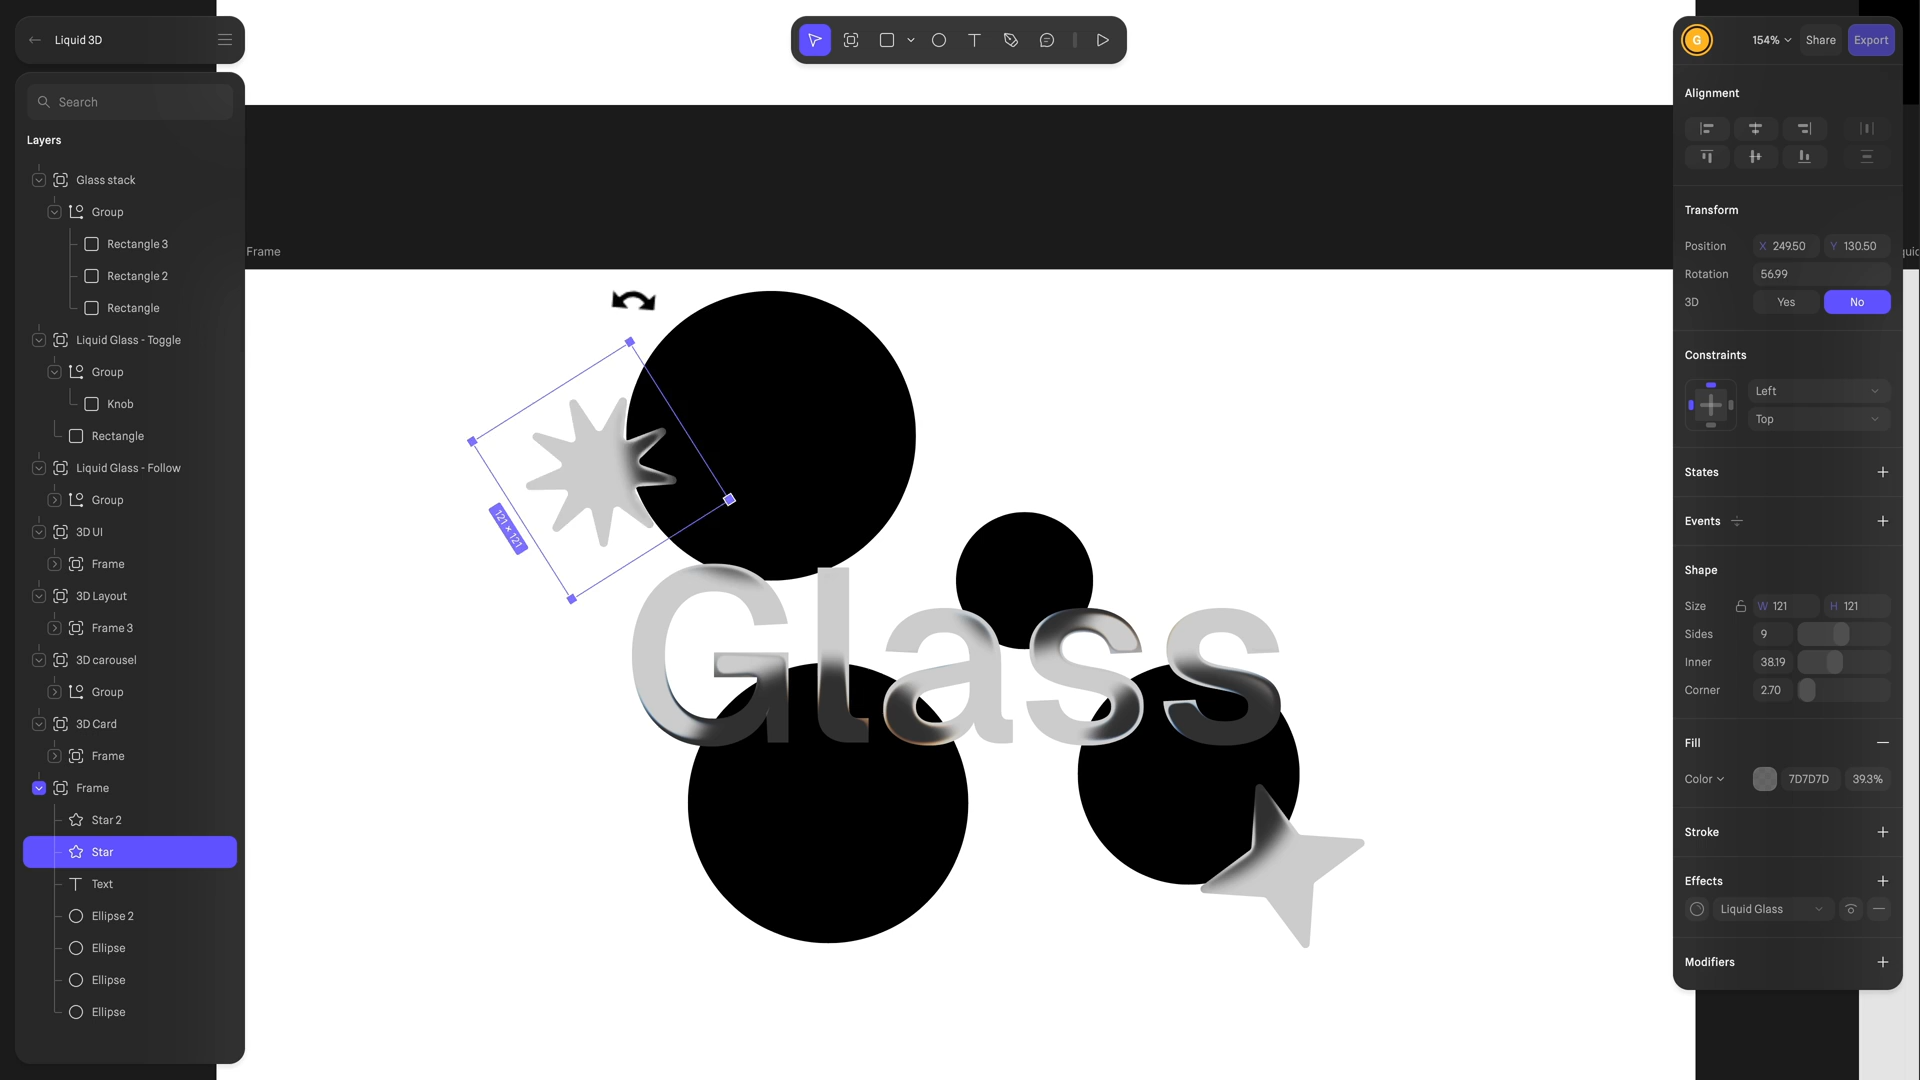 Liquid 3D
Search
Layers
Glass stack
Group
Rectangle 3
Rectangle 2
Rectangle
Liquid Glass - Toggle
Group
Knob
Rectangle
Liquid Glass - Follow
Group
3D UI
Frame
3D Layout
Frame 3
3D carousel
Group
3D Card
Frame
Frame
Star 2
Star
Text
Ellipse 2
Ellipse
Ellipse
Ellipse
Frame
121 × 121
Glass
G
154%
Share
Export
Alignment
Transform
Position
X 249.50
Y 130.50
Rotation
56.99
3D
Yes
No
Constraints
Left
Top
States
Events
Shape
Size
W 121
H 121
Sides
9
Inner
38.19
Corner
2.70
Fill
Color
7D7D7D
39.3%
Stroke
Effects
Liquid Glass
Modifiers